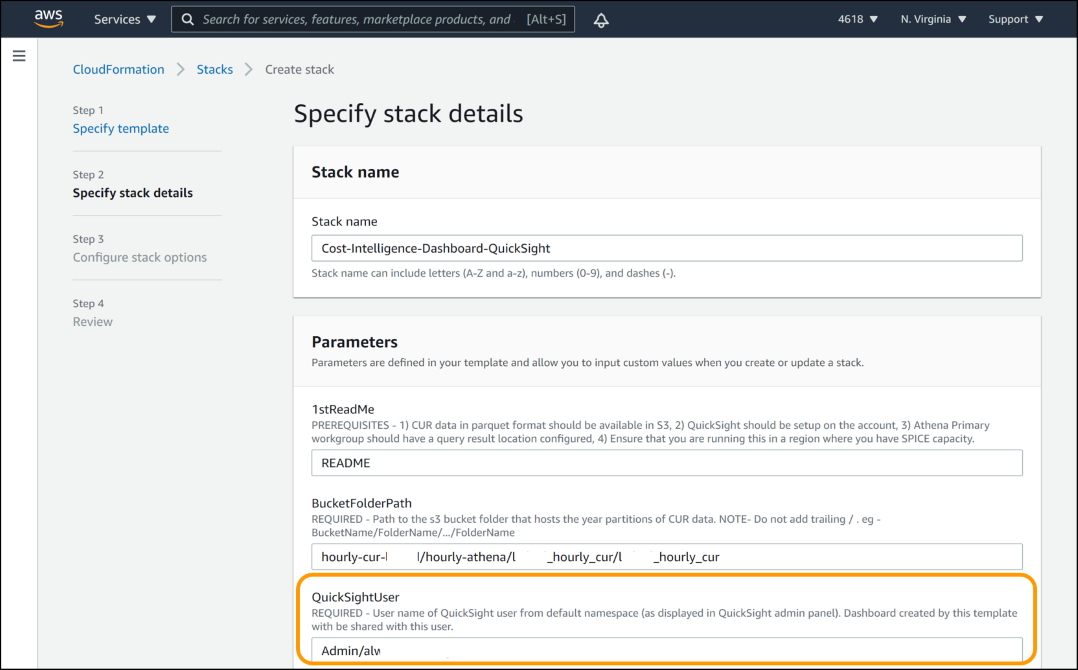 aws Services Search for services, features, marketplace products, and [Alt+S] 4618 N. Virginia Support
CloudFormation Stacks Create stack
Step 1
Specify template
Step 2
Specify stack details
Step 3
Configure stack options
Step 4
Review
Specify stack details
Stack name
Stack name
Cost-Intelligence-Dashboard-QuickSight
Stack name can include letters (A-Z and a-z), numbers (0-9), and dashes (-).
Parameters
Parameters are defined in your template and allow you to input custom values when you create or update a stack.
1stReadMe
PREREQUISITES - 1) CUR data in parquet format should be available in S3, 2) QuickSight should be setup on the account, 3) Athena Primary
workgroup should have a query result location configured, 4) Ensure that you are running this in a region where you have SPICE capacity.
README
BucketFolderPath
REQUIRED - Path to the s3 bucket folder that hosts the year partitions of CUR data. NOTE- Do not add trailing / . eg -
BucketName/FolderName/.../FolderName
hourly-cur- /hourly-athena/ _hourly_cur/ _hourly_cur
QuickSightUser
REQUIRED - User name of QuickSight user from default namespace (as displayed in QuickSight admin panel). Dashboard created by this template
with be shared with this user.
Admin/